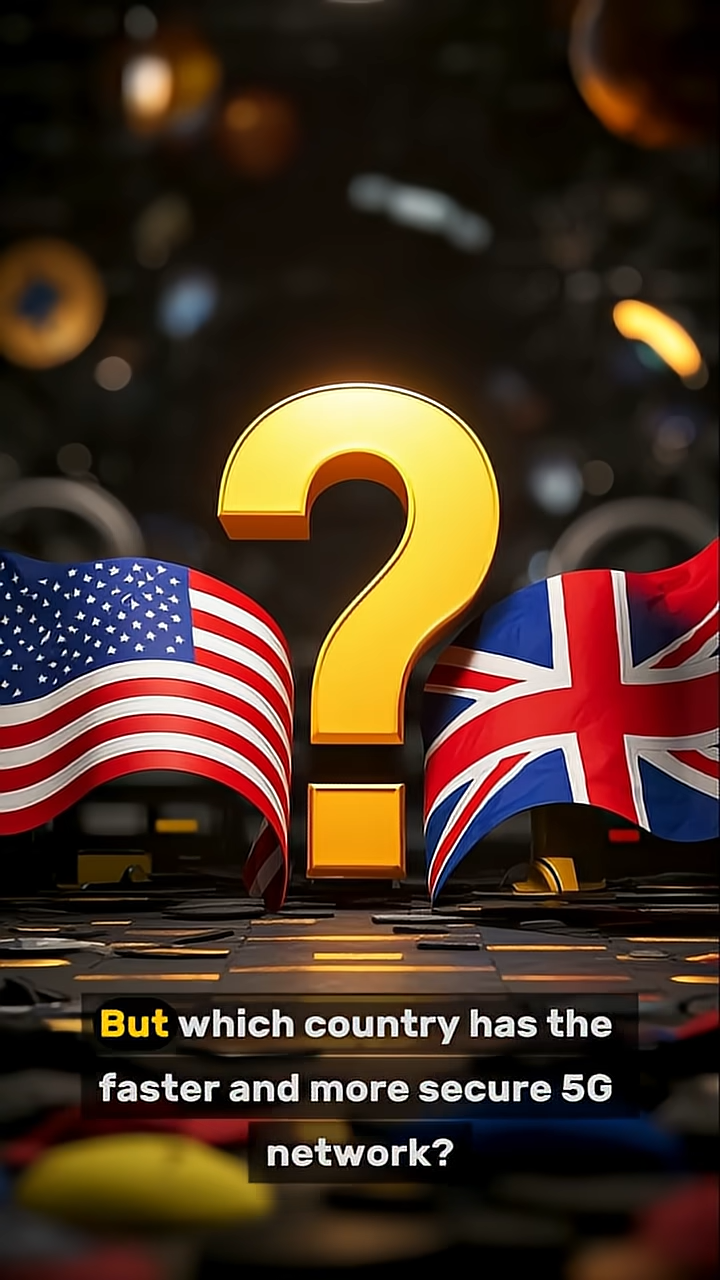 ?
But which country has the
faster and more secure 5G
network?